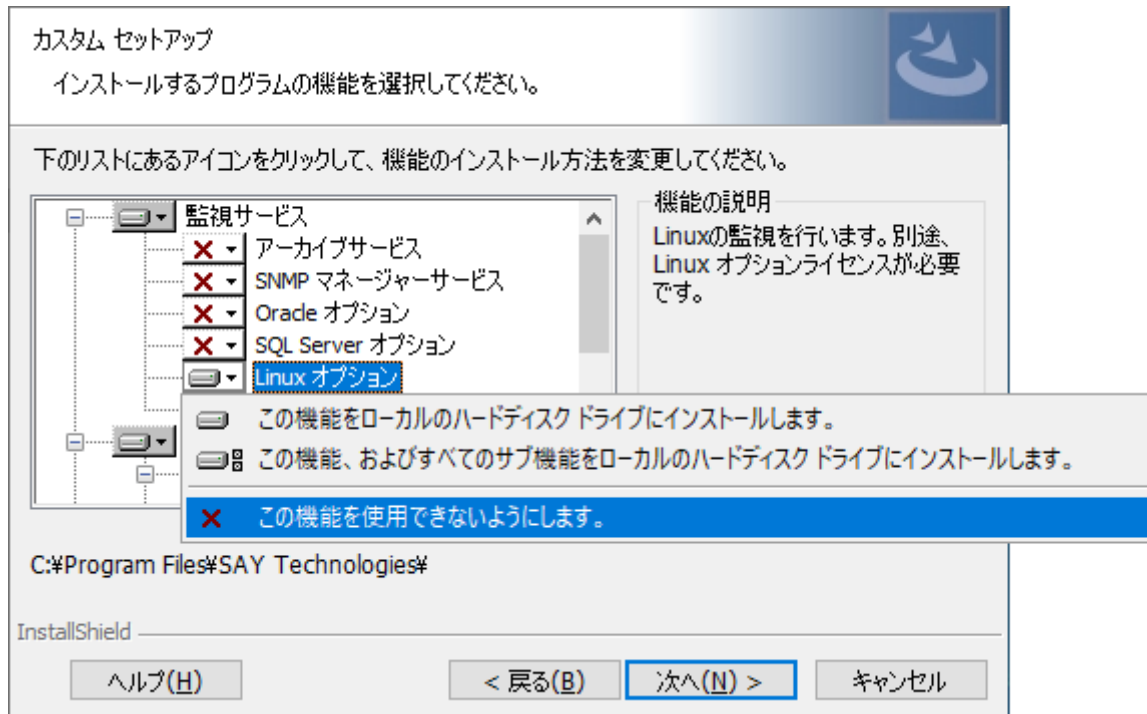 カスタム セットアップ
インストールするプログラムの機能を選択してください。
下のリストにあるアイコンをクリックして、機能のインストール方法を変更してください。
監視サービス
アーカイブサービス
SNMP マネージャーサービス
Oracle オプション
SQL Server オプション
Linux オプション
機能の説明
Linuxの監視を行います。別途、
Linux オプションライセンスが必要
です。
この機能をローカルのハードディスク ドライブにインストールします。
この機能、およびすべてのサブ機能をローカルのハードディスク ドライブにインストールします。
この機能を使用できないようにします。
C:¥Program Files¥SAY Technologies¥
InstallShield
ヘルプ(H)
< 戻る(B)
次へ(N) >
キャンセル